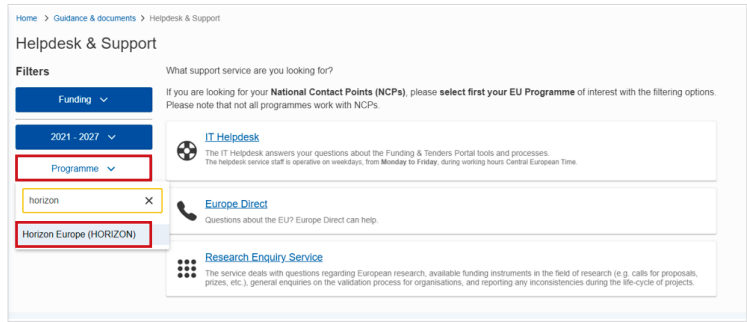 Home > Guidance & documents > Helpdesk & Support
Helpdesk & Support
Filters
Funding
2021 - 2027
Programme
horizon
Horizon Europe (HORIZON)
What support service are you looking for?
If you are looking for your National Contact Points (NCPs), please select first your EU Programme of interest with the filtering options.
Please note that not all programmes work with NCPs.
IT Helpdesk
The IT Helpdesk answers your questions about the Funding & Tenders Portal tools and processes.
The helpdesk service staff is operative on weekdays, from Monday to Friday, during working hours Central European Time.
Europe Direct
Questions about the EU? Europe Direct can help.
Research Enquiry Service
The service deals with questions regarding European research, available funding instruments in the field of research (e.g. calls for proposals,
prizes, etc.), general enquiries on the validation process for organisations, and reporting any inconsistencies during the life-cycle of projects.